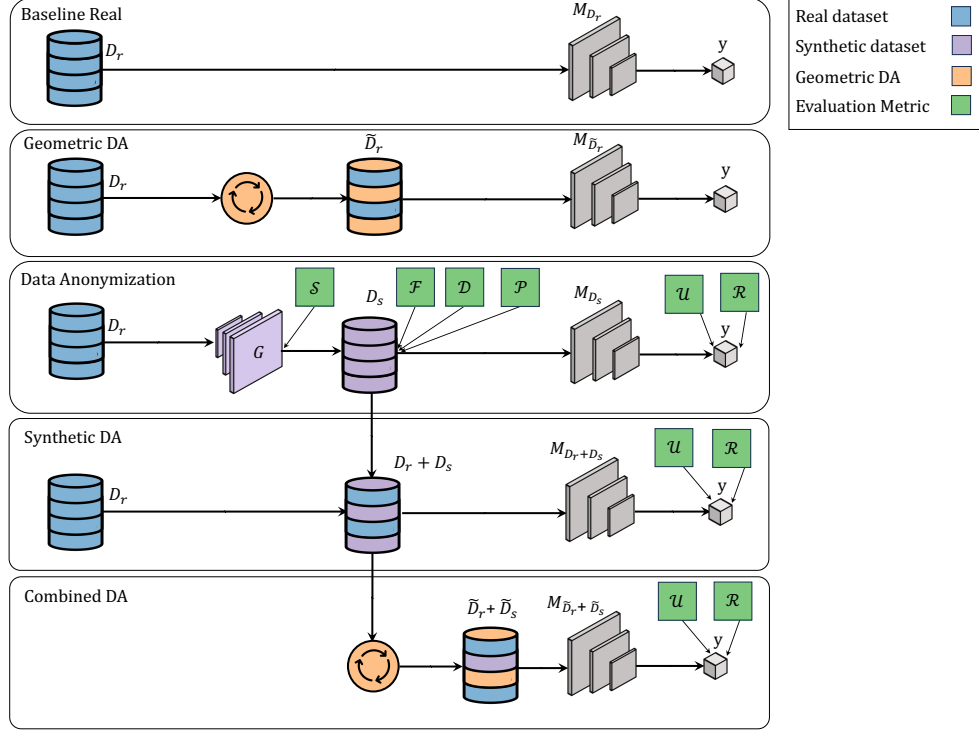 Baseline Real
D_r
M_{D_r}
y
Real dataset
Synthetic dataset
Geometric DA
Evaluation Metric
Geometric DA
D_r
D̃_r
M_{D̃_r}
y
Data Anonymization
D_r
G
𝒮
D_s
ℱ
𝒟
𝒫
M_{D_s}
𝒰
ℛ
y
Synthetic DA
D_r
D_r + D_s
M_{D_r+D_s}
𝒰
ℛ
y
Combined DA
D̃_r + D̃_s
M_{D̃_r + D̃_s}
𝒰
ℛ
y